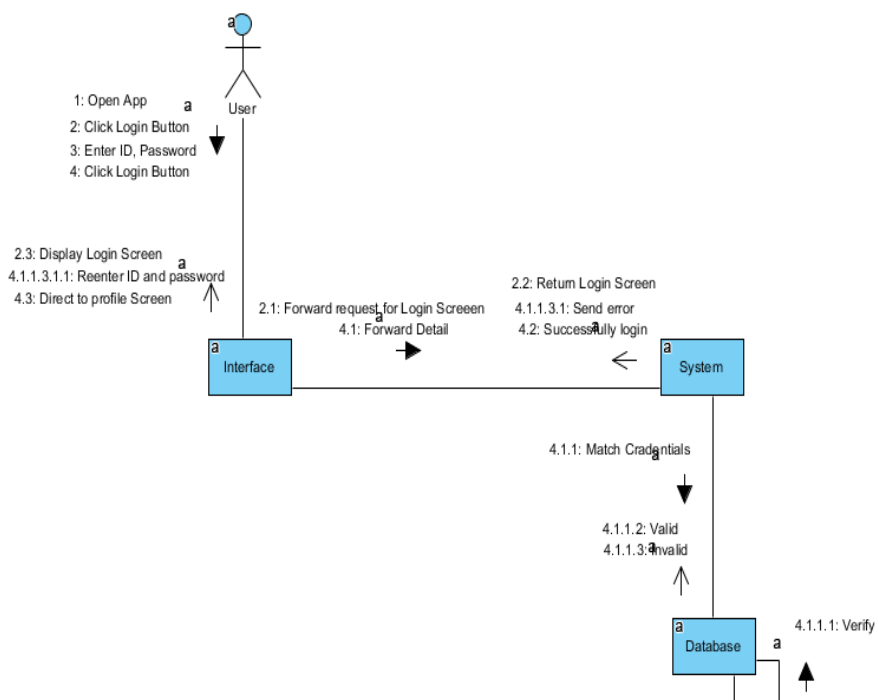 a
User
1: Open App a
2: Click Login Button
3: Enter ID, Password
4: Click Login Button
2.3: Display Login Screen
a
4.1.1.3.1.1: Reenter ID and password
4.3: Direct to profile Screen
2.1: Forward request for Login Screeen
a
4.1: Forward Detail
2.2: Return Login Screen
4.1.1.3.1: Send error
4.2: Successfully login
a
a
Interface
a
System
4.1.1: Match Cradentials
a
4.1.1.2: Valid
4.1.1.3: Invalid
a
a
Database
a
4.1.1.1: Verify